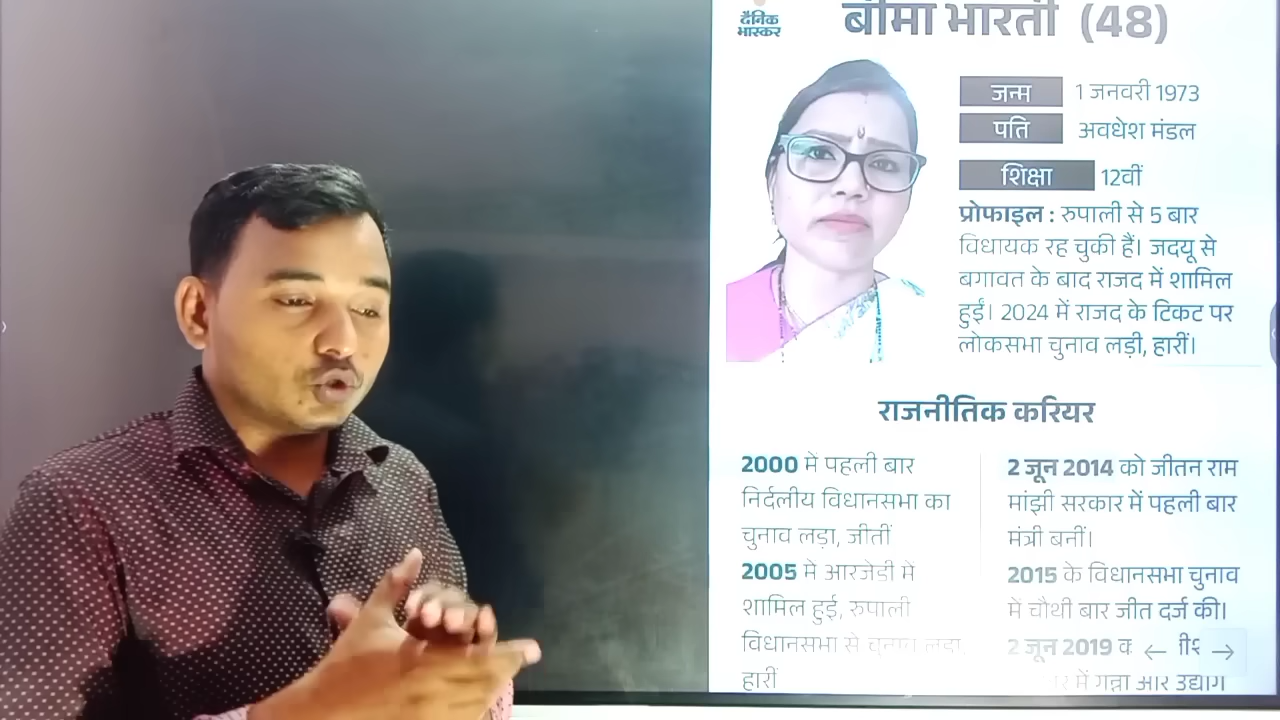 दैनिक
भास्कर
बीमा भारती (48)
जन्म 1 जनवरी 1973
पति अवधेश मंडल
शिक्षा 12वीं
प्रोफाइल : रुपाली से 5 बार
विधायक रह चुकी हैं। जदयू से
बगावत के बाद राजद में शामिल
हुईं। 2024 में राजद के टिकट पर
लोकसभा चुनाव लड़ी, हारीं।
राजनीतिक करियर
2000 में पहली बार
निर्दलीय विधानसभा का
चुनाव लड़ा, जीतीं
2005 में आरजेडी में
शामिल हुई, रुपाली
विधानसभा से चुनाव लड़ा,
हारीं
2 जून 2014 को जीतन राम
मांझी सरकार में पहली बार
मंत्री बनीं।
2015 के विधानसभा चुनाव
में चौथी बार जीत दर्ज की।
2 जून 2019
में गन्ना और उद्योग